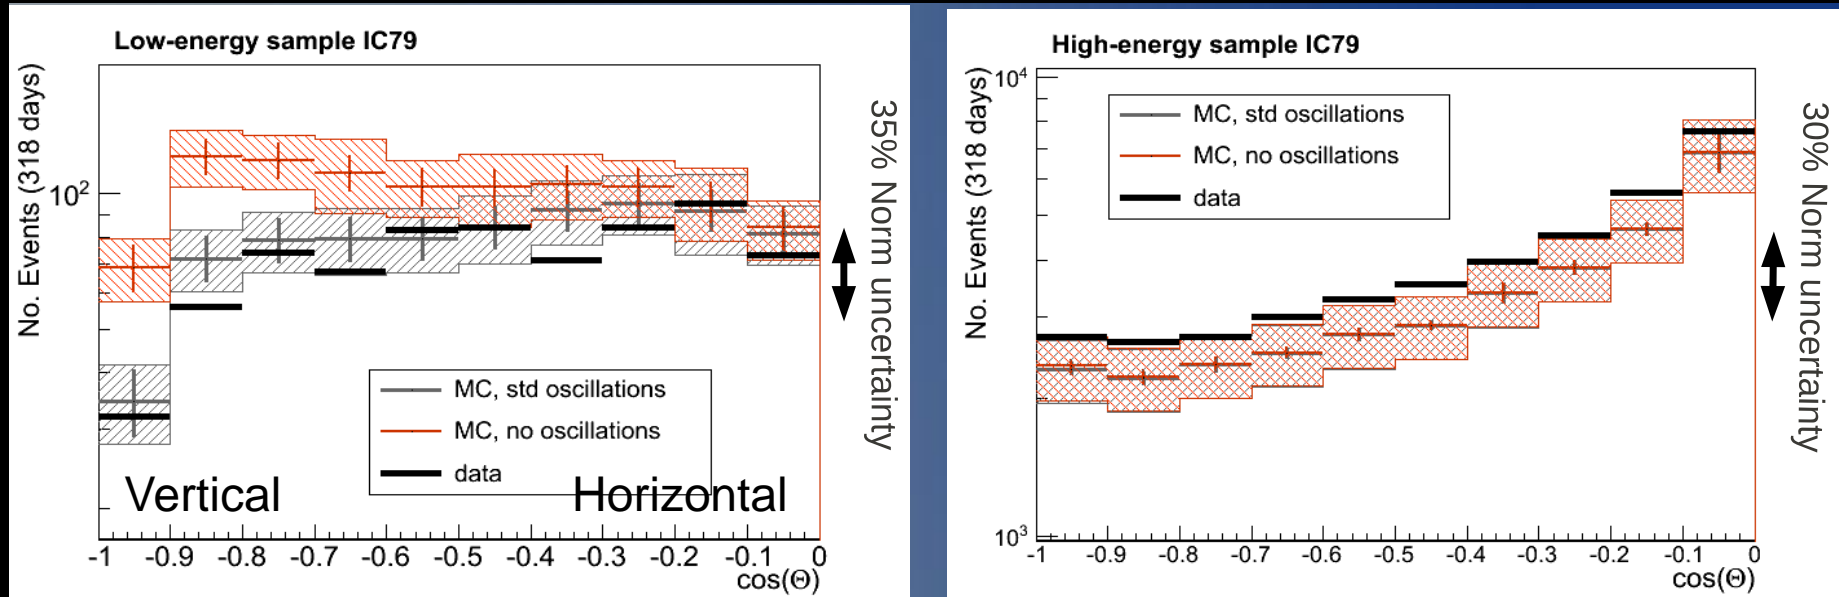 Low-energy sample IC79
No. Events (318 days)
10²
MC, std oscillations
MC, no oscillations
data
Vertical
Horizontal
-1 -0.9 -0.8 -0.7 -0.6 -0.5 -0.4 -0.3 -0.2 -0.1 0
cos(Θ)
35% Norm uncertainty
High-energy sample IC79
No. Events (318 days)
10⁴
MC, std oscillations
MC, no oscillations
data
10³
-1 -0.9 -0.8 -0.7 -0.6 -0.5 -0.4 -0.3 -0.2 -0.1 0
cos(Θ)
30% Norm uncertainty